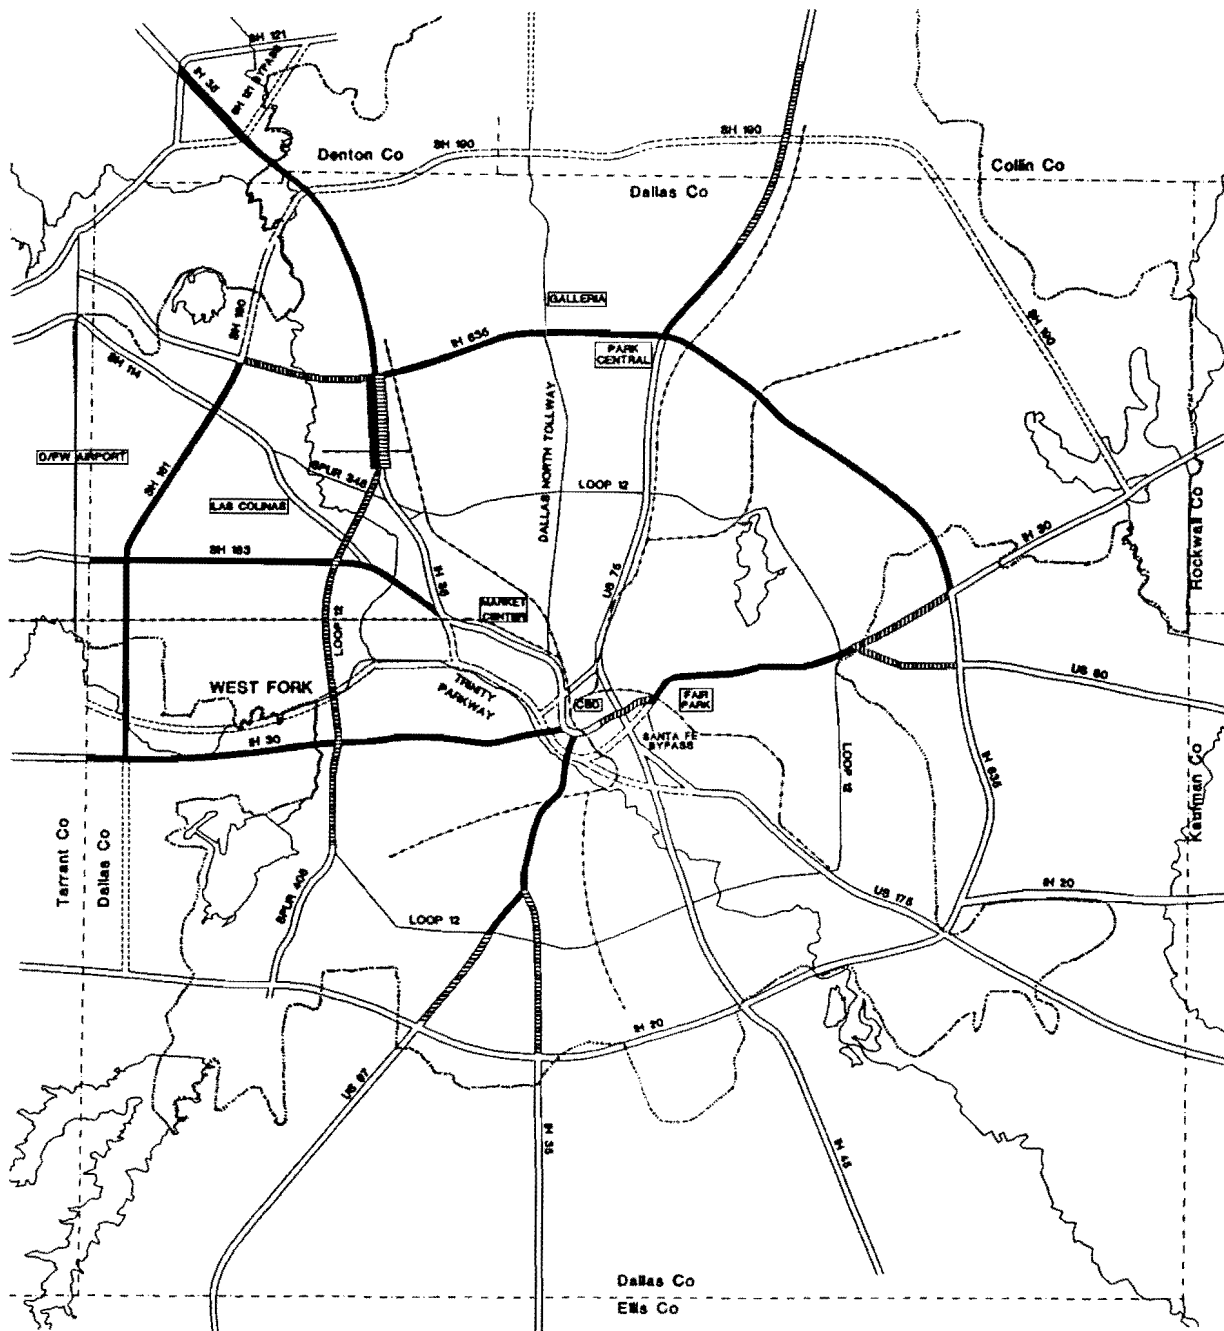 SH 121
IH 35
SH 121 BYPASS
SH 190
SH 190
Denton Co
Collin Co
Dallas Co
GALLERIA
SH 190
IH 635
SH 190
PARK
CENTRAL
SH 114
DALLAS NORTH TOLLWAY
D/FW AIRPORT
SPUR 348
SH 161
LOOP 12
LAS COLINAS
IH 30
Rockwall Co
SH 183
IH 35
US 75
MARKET
CENTER
LOOP 12
US 80
WEST FORK
TRINITY
PARKWAY
FAIR
PARK
CBD
IH 30
SANTA FE
BYPASS
LOOP 12
IH 635
Kaufman Co
Tarrant Co
Dallas Co
SPUR 408
US 175
IH 20
LOOP 12
IH 20
US 67
IH 35
IH 45
Dallas Co
Ellis Co